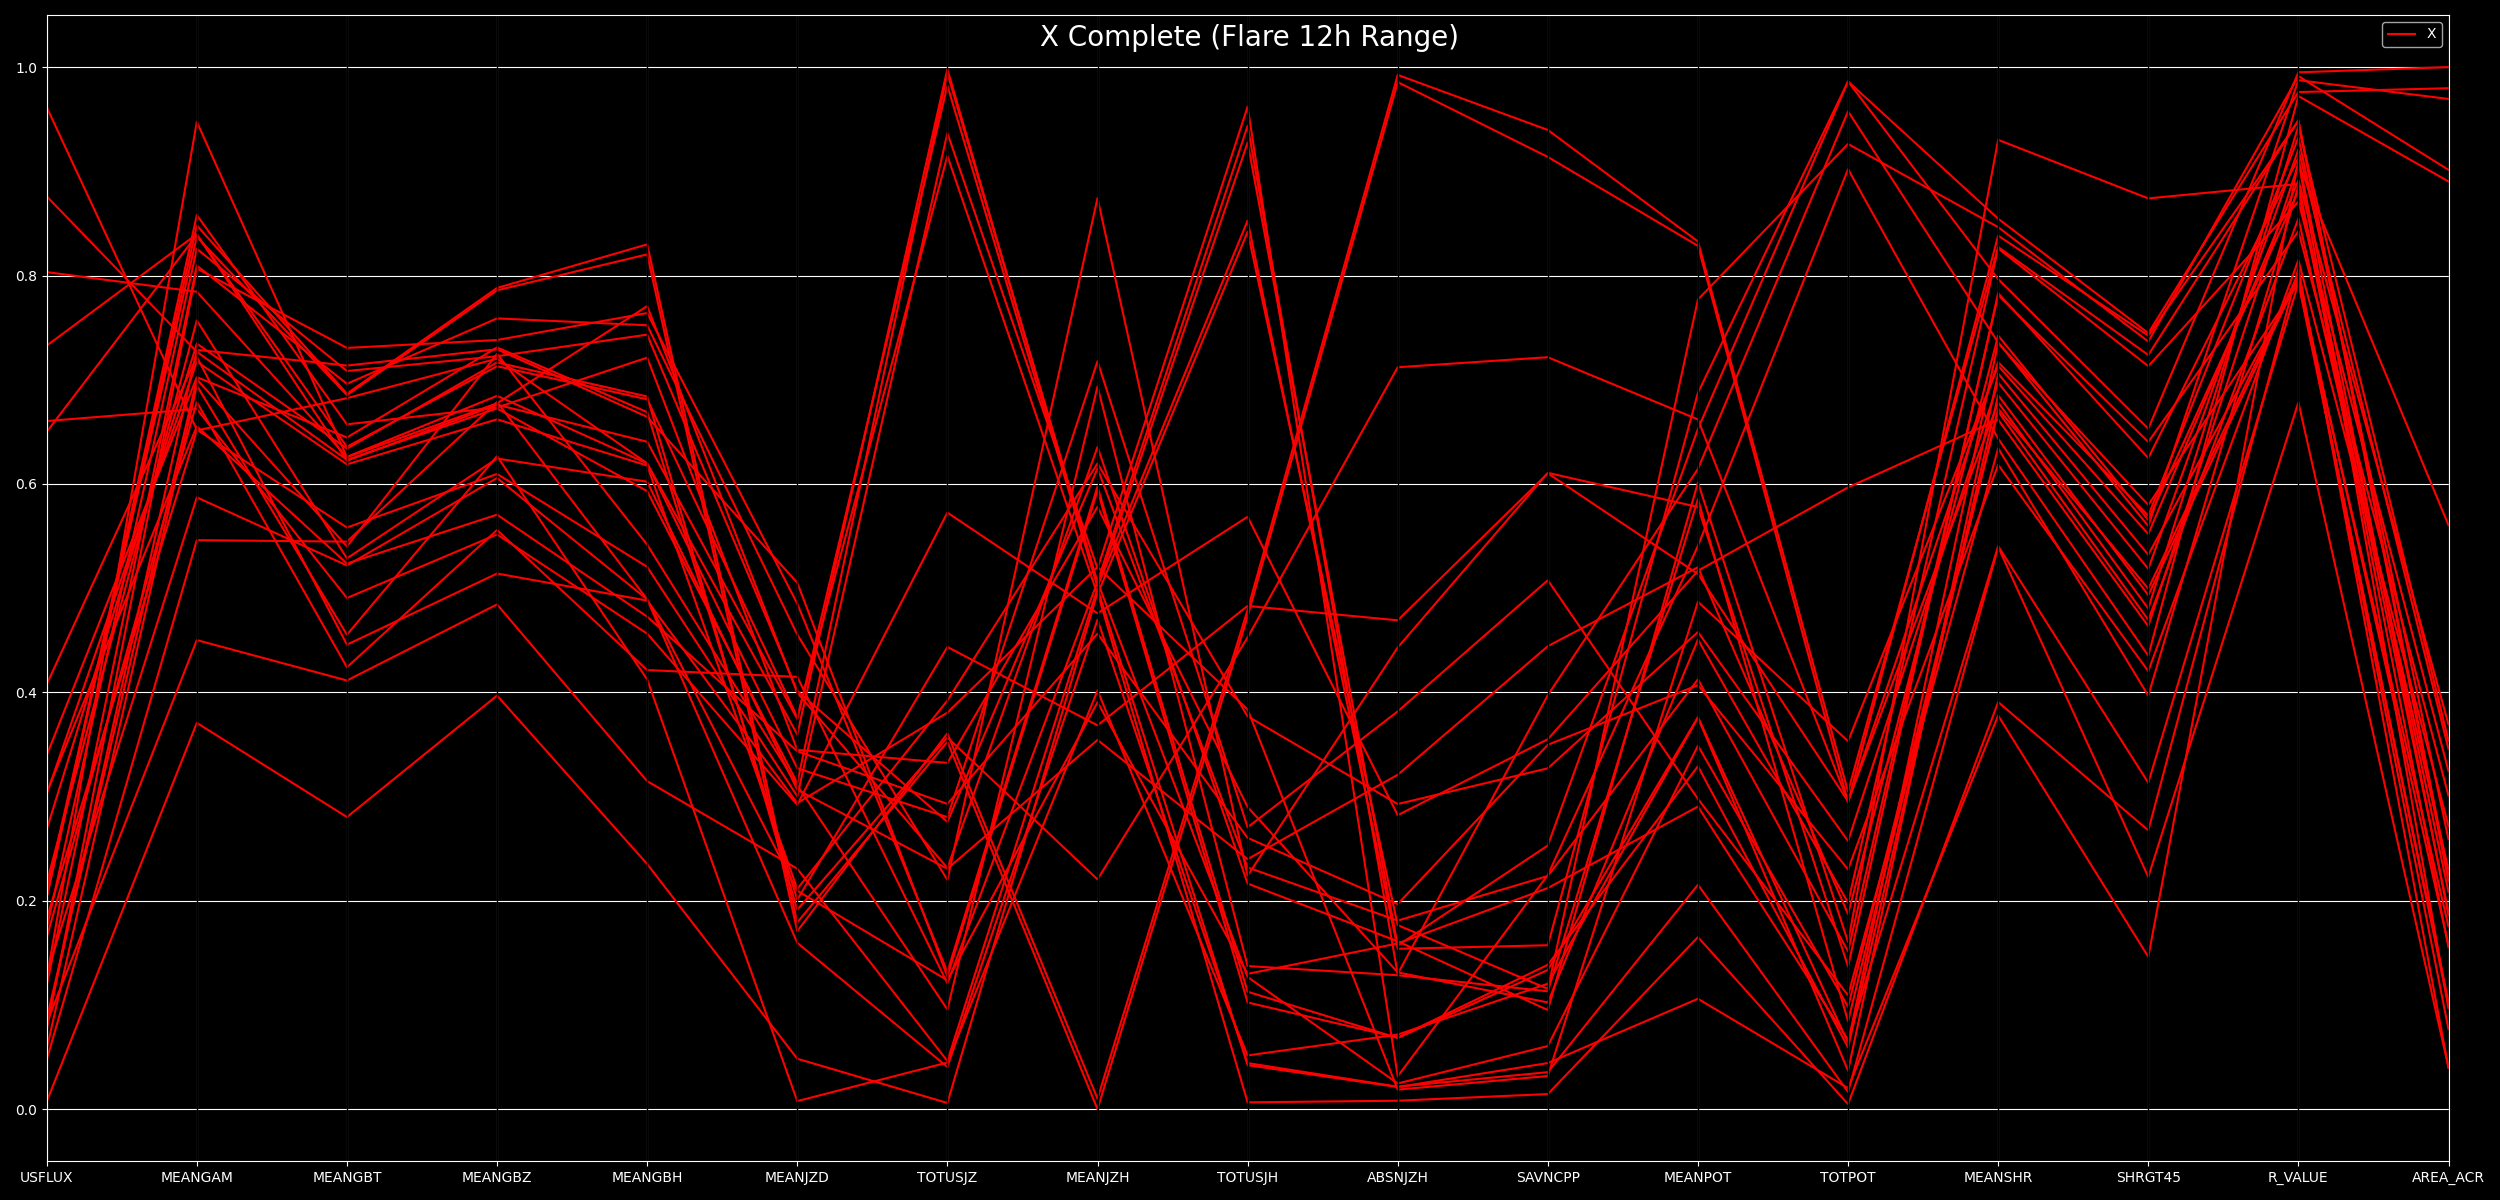 X Complete (Flare 12h Range)
X
1.0
0.8
0.6
0.4
0.2
0.0
USFLUX MEANGAM MEANGBT MEANGBZ MEANGBH MEANJZD TOTUSJZ MEANJZH TOTUSJH ABSNJZH SAVNCPP MEANPOT TOTPOT MEANSHR SHRGT45 R_VALUE AREA_ACR